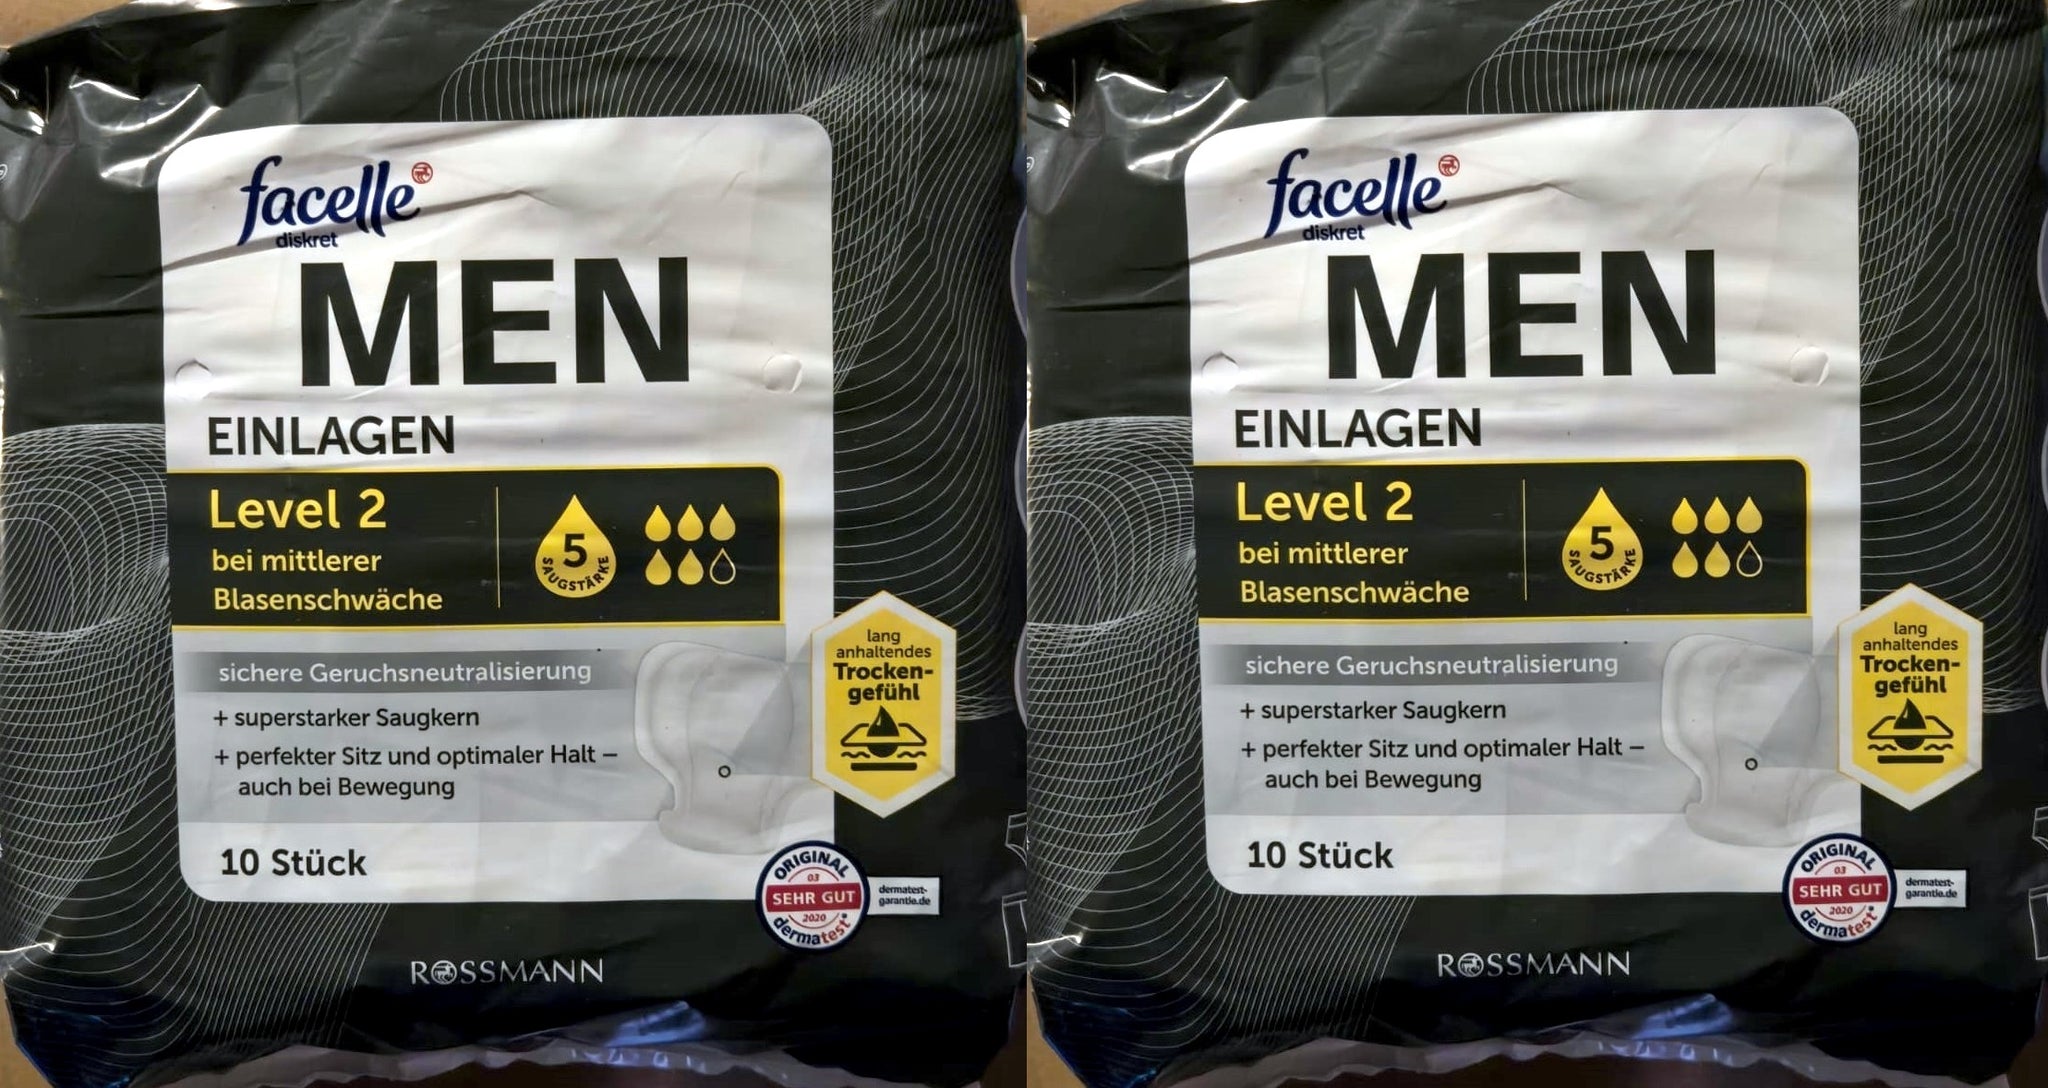 facelle
diskret
MEN
EINLAGEN
Level 2
bei mittlerer
Blasenschwäche
5
SAUGSTÄRKE
sichere Geruchsneutralisierung
+ superstarker Saugkern
+ perfekter Sitz und optimaler Halt –
auch bei Bewegung
lang
anhaltendes
Trocken-
gefühl
10 Stück
ORIGINAL
03
SEHR GUT
2020
dermatest
dermatest-
garantie.de
ROSSMANN
facelle
diskret
MEN
EINLAGEN
Level 2
bei mittlerer
Blasenschwäche
5
SAUGSTÄRKE
sichere Geruchsneutralisierung
+ superstarker Saugkern
+ perfekter Sitz und optimaler Halt –
auch bei Bewegung
lang
anhaltendes
Trocken-
gefühl
10 Stück
ORIGINAL
03
SEHR GUT
2020
dermatest
dermatest-
garantie.de
ROSSMANN